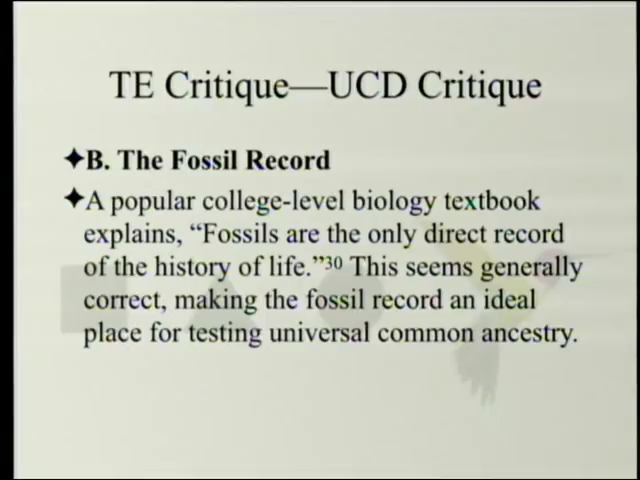 TE Critique—UCD Critique
✦B. The Fossil Record
✦A popular college-level biology textbook
explains, “Fossils are the only direct record
of the history of life.”³⁰ This seems generally
correct, making the fossil record an ideal
place for testing universal common ancestry.